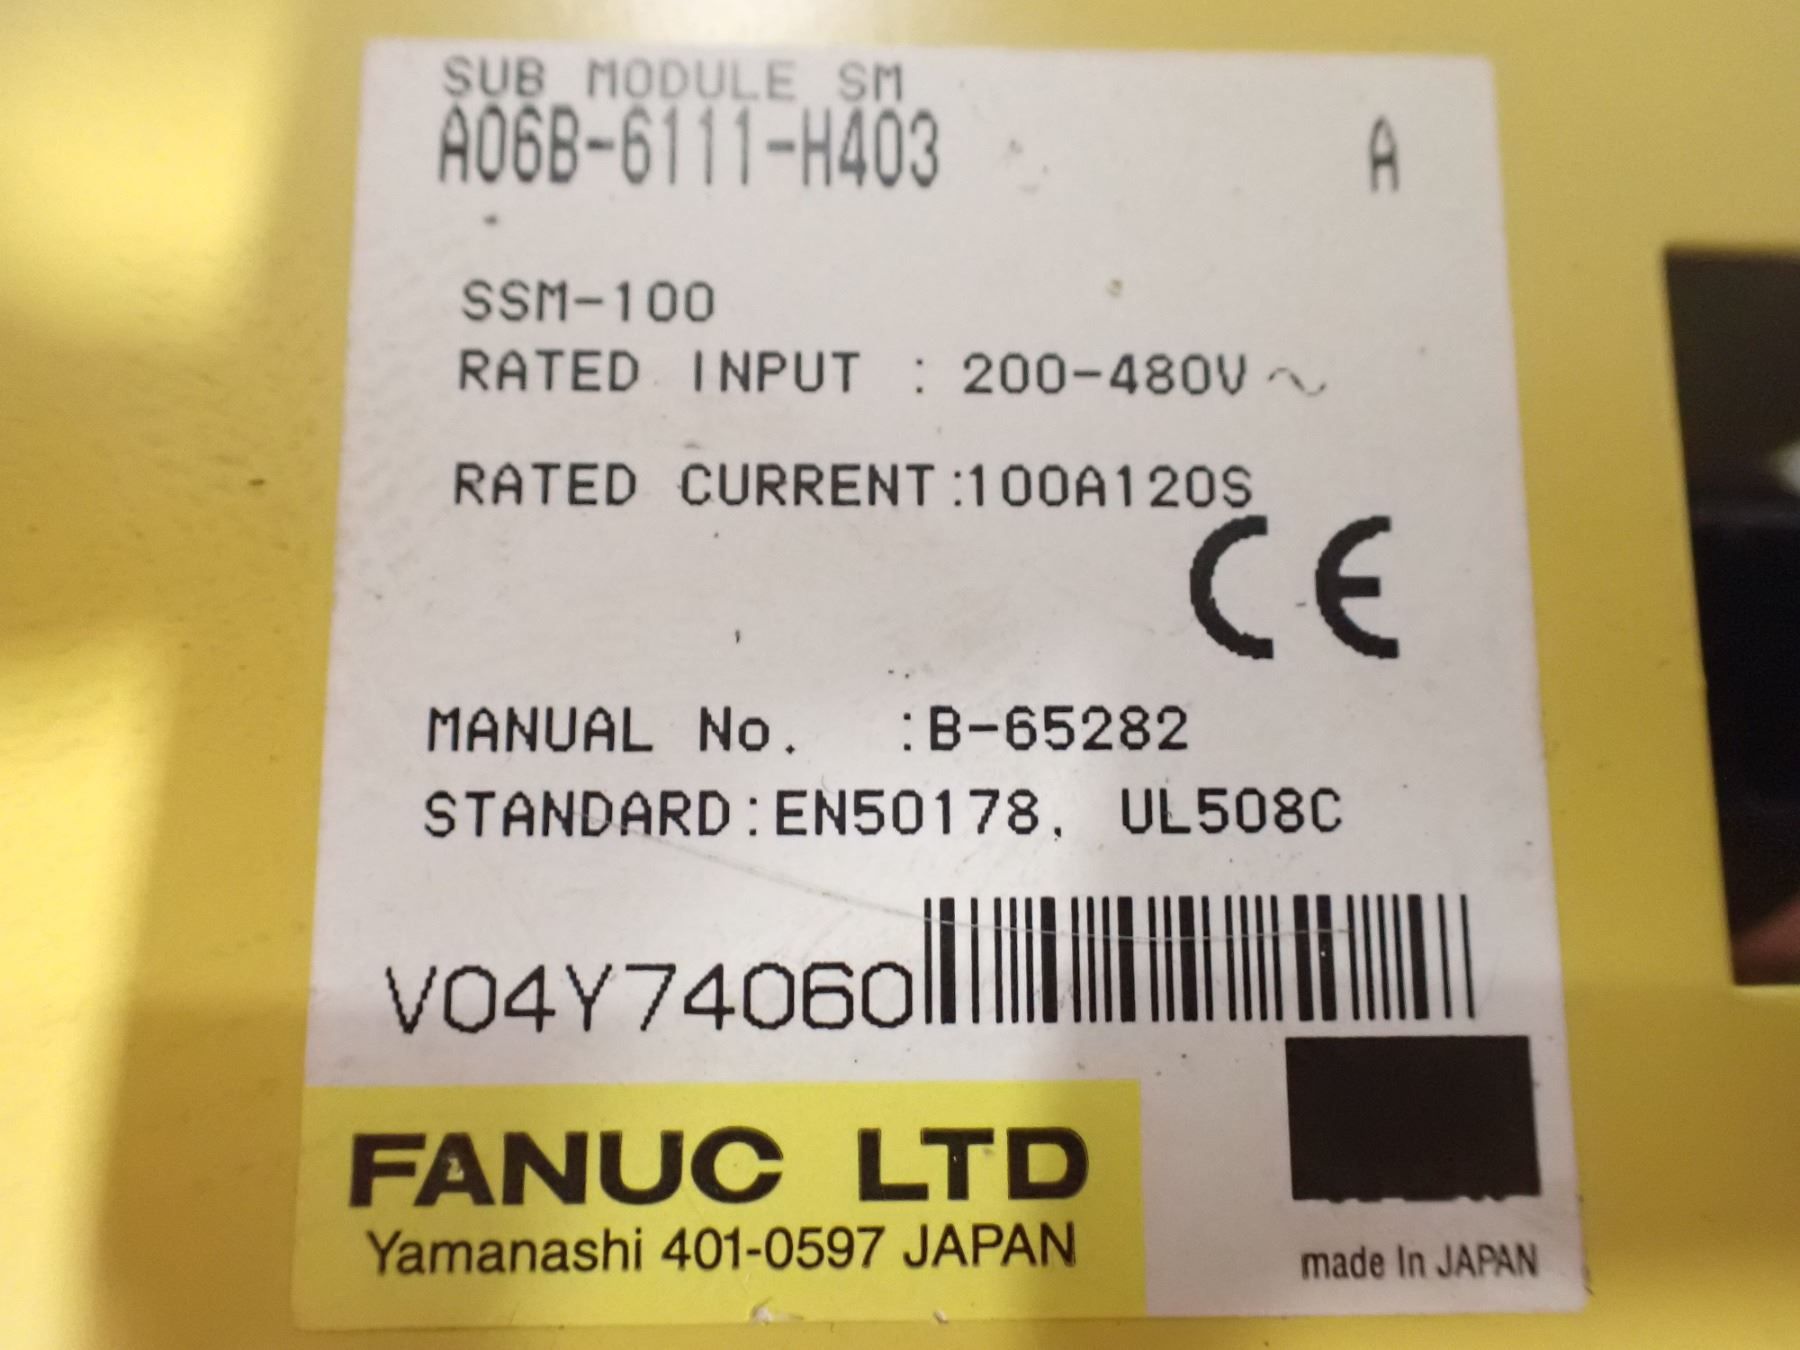 SUB MODULE SM
A06B-6111-H403 A
SSM-100
RATED INPUT : 200-480V ~
RATED CURRENT:100A120S
CE
MANUAL No. :B-65282
STANDARD:EN50178, UL508C
V04Y74060
FANUC LTD
Yamanashi 401-0597 JAPAN
made In JAPAN